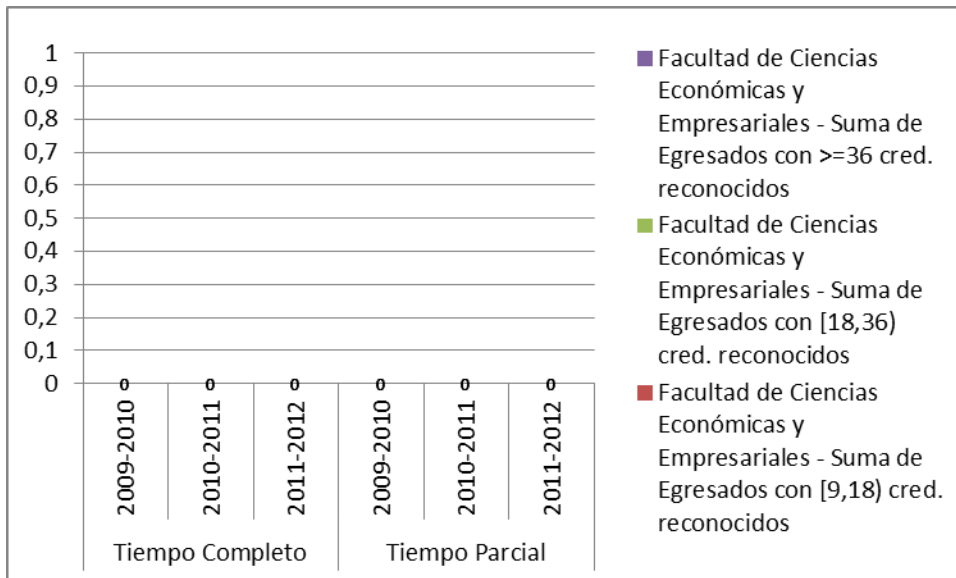 1
0,9
0,8
0,7
0,6
0,5
0,4
0,3
0,2
0,1
0
0 0 0 0 0 0
2009-2010
2010-2011
2011-2012
2009-2010
2010-2011
2011-2012
Tiempo Completo
Tiempo Parcial
Facultad de Ciencias
Económicas y
Empresariales - Suma de
Egresados con >=36 cred.
reconocidos
Facultad de Ciencias
Económicas y
Empresariales - Suma de
Egresados con [18,36)
cred. reconocidos
Facultad de Ciencias
Económicas y
Empresariales - Suma de
Egresados con [9,18) cred.
reconocidos